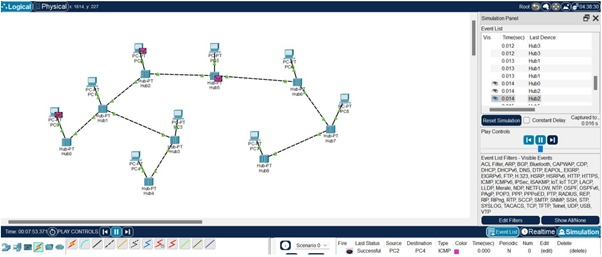 Logical
Physical
x: 1614, y: 227
Root
04:38:30
Simulation Panel
Event List
Vis.
Time(sec)
Last Device
0.012 Hub3
0.012 Hub1
0.013 Hub1
0.013 Hub1
0.014 Hub0
0.014 Hub2
0.014 Hub2
Reset Simulation
Constant Delay
Captured to..
0.016 s
Play Controls
Event List Filters - Visible Events
ACL Filter, ARP, BGP, Bluetooth, CAPWAP, CDP,
DHCP, DHCPv6, DNS, DTP, EAPOL, EIGRP,
EIGRPv6, FTP, H.323, HSRP, HSRPv6, HTTP, HTTPS,
ICMP, ICMPv6, IPSec, ISAKMP, IoT, IoT TCP, LACP,
LLDP, Meraki, NDP, NETFLOW, NTP, OSPF, OSPFv6,
PAgP, POP3, PPP, PPPoED, PTP, RADIUS, REP,
RIP, RIPng, RTP, SCCP, SMTP, SNMP, SSH, STP,
SYSLOG, TACACS, TCP, TFTP, Telnet, UDP, USB,
VTP
Edit Filters
Show All/None
PC-PT
Hub-PT
Hub2
PC-PT
Hub-PT
Hub5
PC-PT
Hub-PT
Hub6
PC-PT
Hub-PT
Hub1
PC-PT
Hub-PT
Hub0
PC-PT
Hub-PT
Hub3
PC-PT
Hub-PT
Hub4
PC-PT
Hub-PT
Hub7
Time: 00:07:53.371
PLAY CONTROLS
Event List
Realtime
Simulation
Scenario 0
Fire Last Status Source Destination Type Color Time(sec) Periodic Num Edit Delete
Successful PC2 PC4 ICMP 0.000 N 0 (edit) (delete)